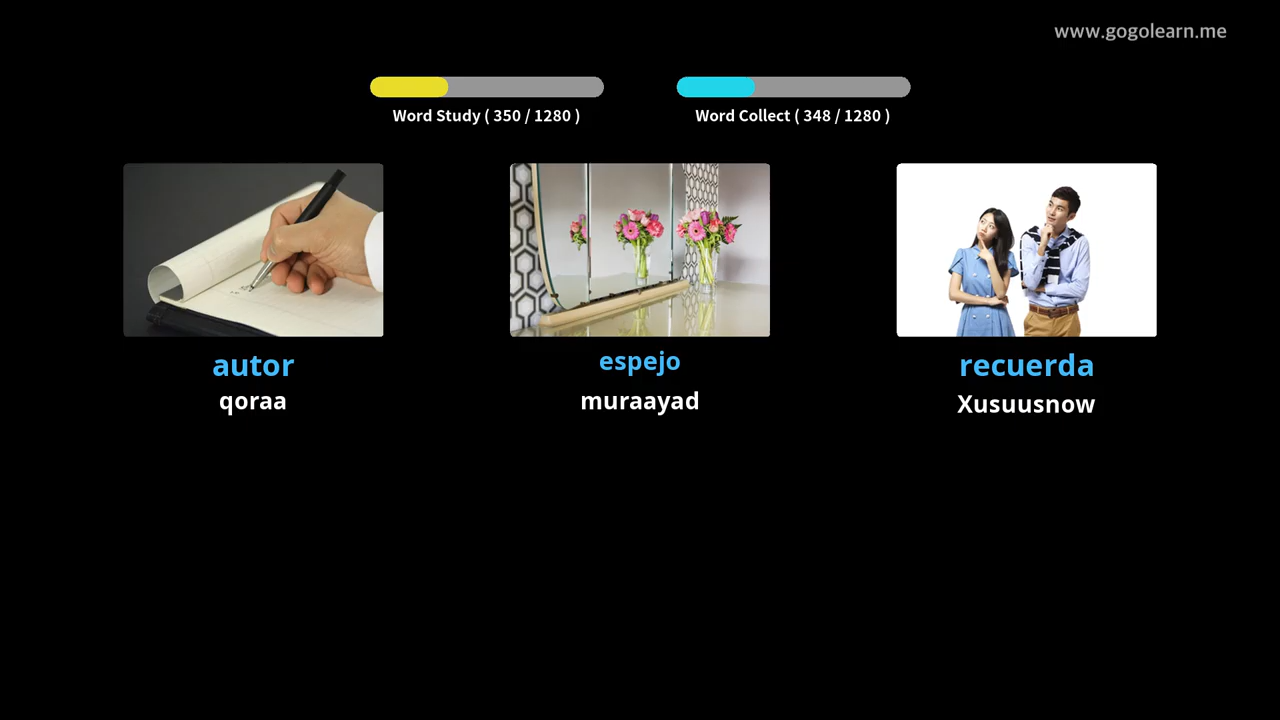 www.gogolearn.me
Word Study ( 350 / 1280 )
Word Collect ( 348 / 1280 )
autor
qoraa
espejo
muraayad
recuerda
Xusuusnow